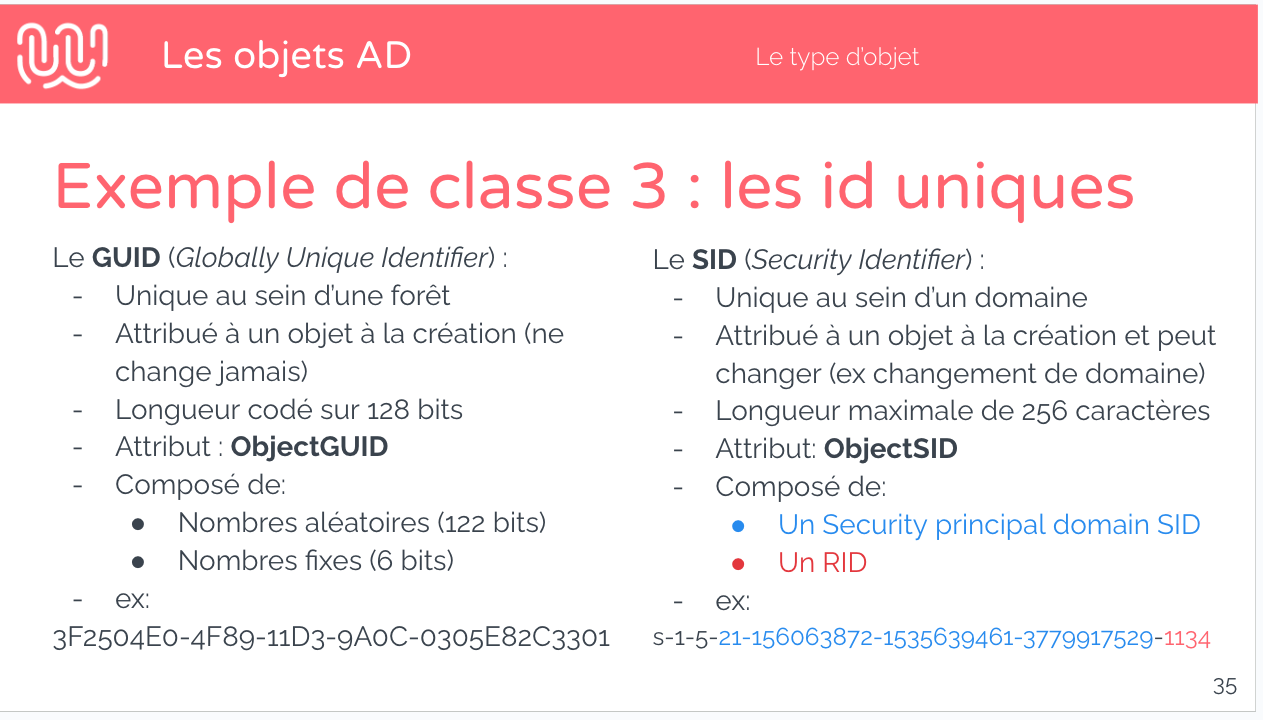 Les objets AD
Le type d'objet
Exemple de classe 3 : les id uniques
Le GUID (Globally Unique Identifier) :
- Unique au sein d'une forêt
- Attribué à un objet à la création (ne
change jamais)
- Longueur codé sur 128 bits
- Attribut : ObjectGUID
- Composé de:
● Nombres aléatoires (122 bits)
● Nombres fixes (6 bits)
- ex:
3F2504E0-4F89-11D3-9A0C-0305E82C3301
Le SID (Security Identifier) :
- Unique au sein d'un domaine
- Attribué à un objet à la création et peut
changer (ex changement de domaine)
- Longueur maximale de 256 caractères
- Attribut: ObjectSID
- Composé de:
● Un Security principal domain SID
● Un RID
- ex:
s-1-5-21-156063872-1535639461-3779917529-1134
35